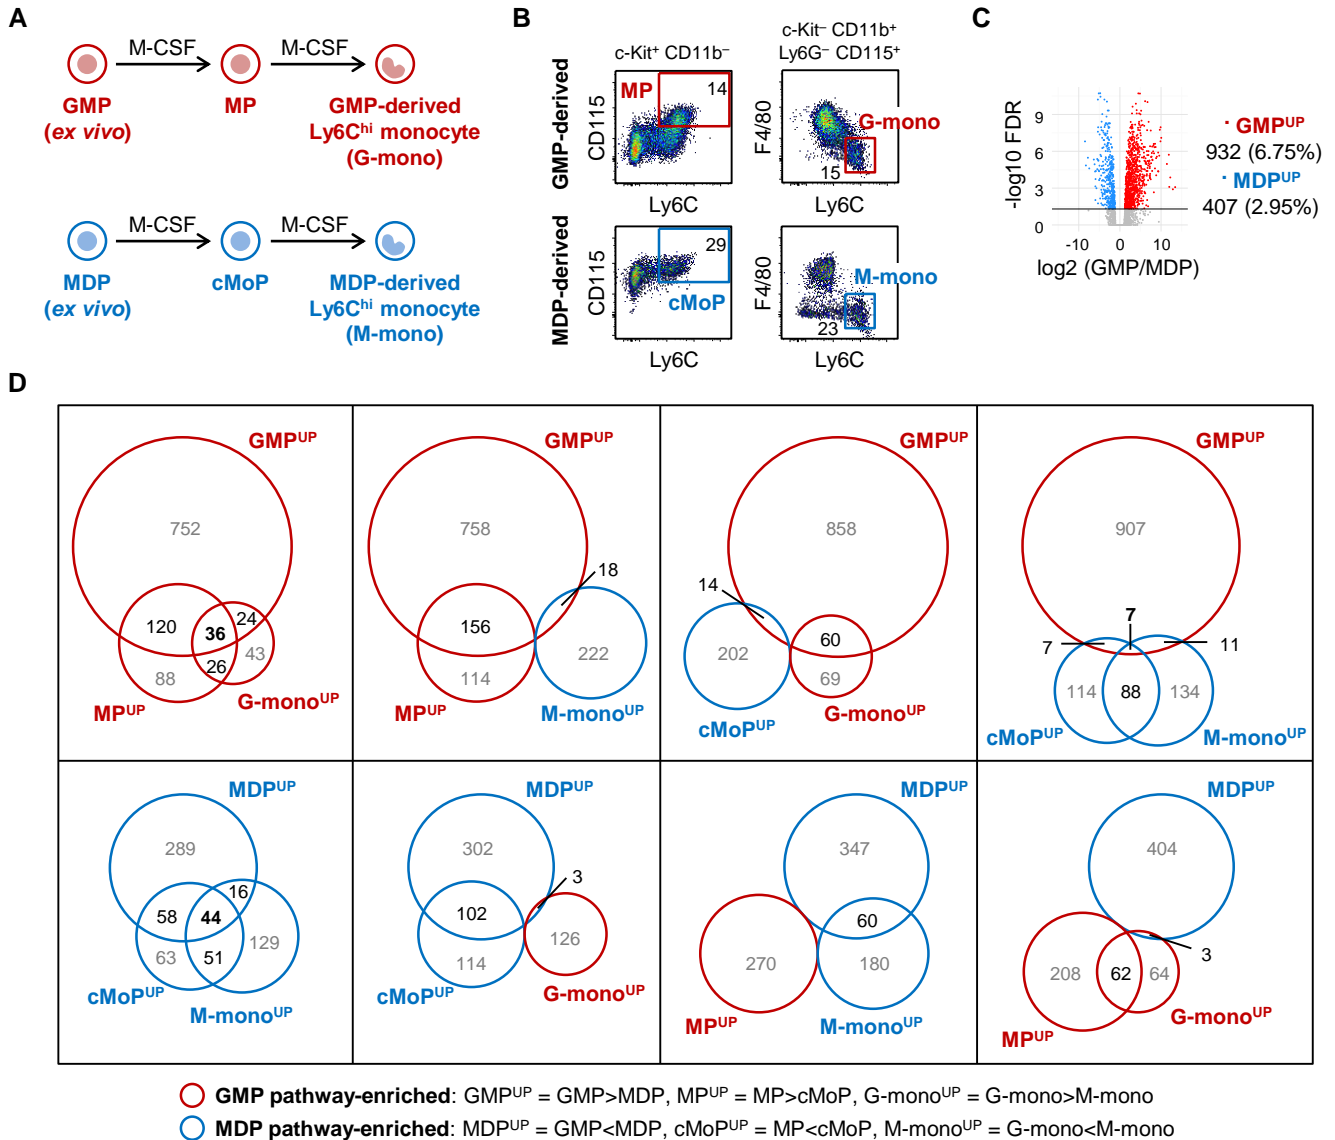 A
M-CSF
M-CSF
GMP
(ex vivo)
MP
GMP-derived
Ly6Chi monocyte
(G-mono)
M-CSF
M-CSF
MDP
(ex vivo)
cMoP
MDP-derived
Ly6Chi monocyte
(M-mono)
B
c-Kit+ CD11b–
c-Kit– CD11b+
Ly6G– CD115+
GMP-derived
MP
14
CD115
Ly6C
G-mono
15
F4/80
Ly6C
MDP-derived
29
cMoP
CD115
Ly6C
M-mono
23
F4/80
Ly6C
C
-log10 FDR
9
6
3
0
-10
0
10
log2 (GMP/MDP)
GMPUP
932 (6.75%)
MDPUP
407 (2.95%)
D
GMPUP
752
120
36
24
26
43
88
MPUP
G-monoUP
GMPUP
758
18
156
222
114
MPUP
M-monoUP
GMPUP
858
14
60
202
69
cMoPUP
G-monoUP
GMPUP
907
7
7
11
114
88
134
cMoPUP
M-monoUP
MDPUP
289
16
58
44
129
63
51
cMoPUP
M-monoUP
MDPUP
302
3
102
126
114
cMoPUP
G-monoUP
MDPUP
347
60
270
180
MPUP
M-monoUP
MDPUP
404
3
208
62
64
MPUP
G-monoUP
GMP pathway-enriched: GMPUP = GMP>MDP, MPUP = MP>cMoP, G-monoUP = G-mono>M-mono
MDP pathway-enriched: MDPUP = GMP<MDP, cMoPUP = MP<cMoP, M-monoUP = G-mono<M-mono